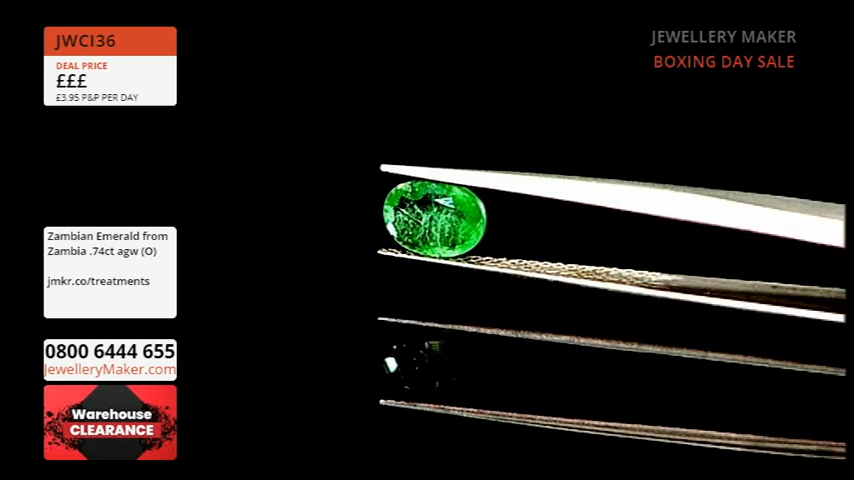 JWCI36
DEAL PRICE
£££
£3.95 P&P PER DAY
JEWELLERY MAKER
BOXING DAY SALE
Zambian Emerald from
Zambia .74ct agw (O)
jmkr.co/treatments
0800 6444 655
JewelleryMaker.com
Warehouse
CLEARANCE